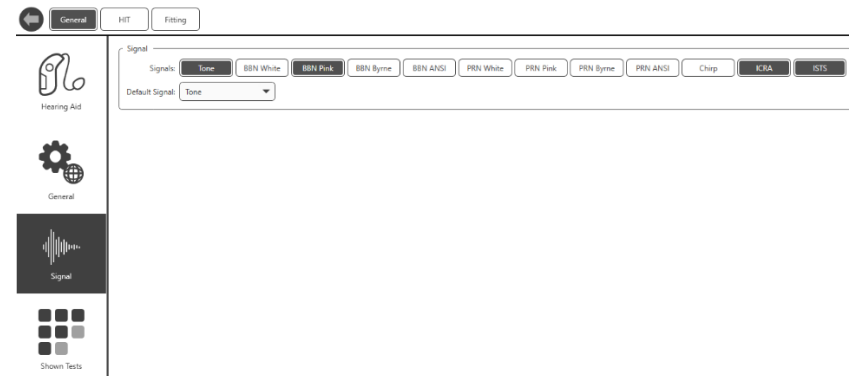 General HIT Fitting
Signal
Signals: Tone BBN White BBN Pink BBN Byrne BBN ANSI PRN White PRN Pink PRN Byrne PRN ANSI Chirp ICRA ISTS
Default Signal: Tone
Hearing Aid
General
Signal
Shown Tests